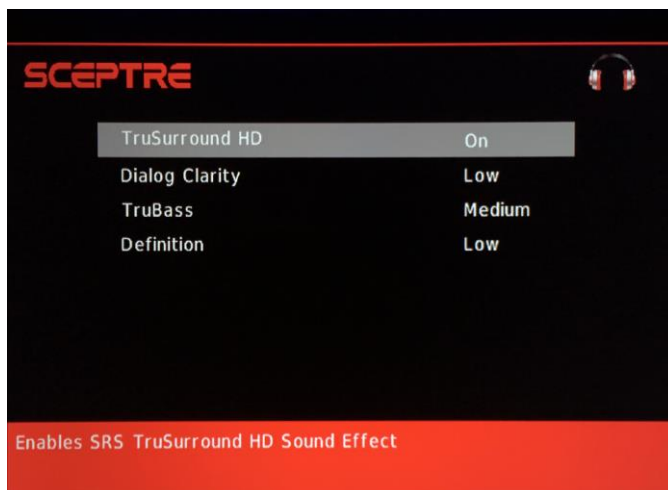 SCEPTRE
TruSurround HD On
Dialog Clarity Low
TruBass Medium
Definition Low
Enables SRS TruSurround HD Sound Effect